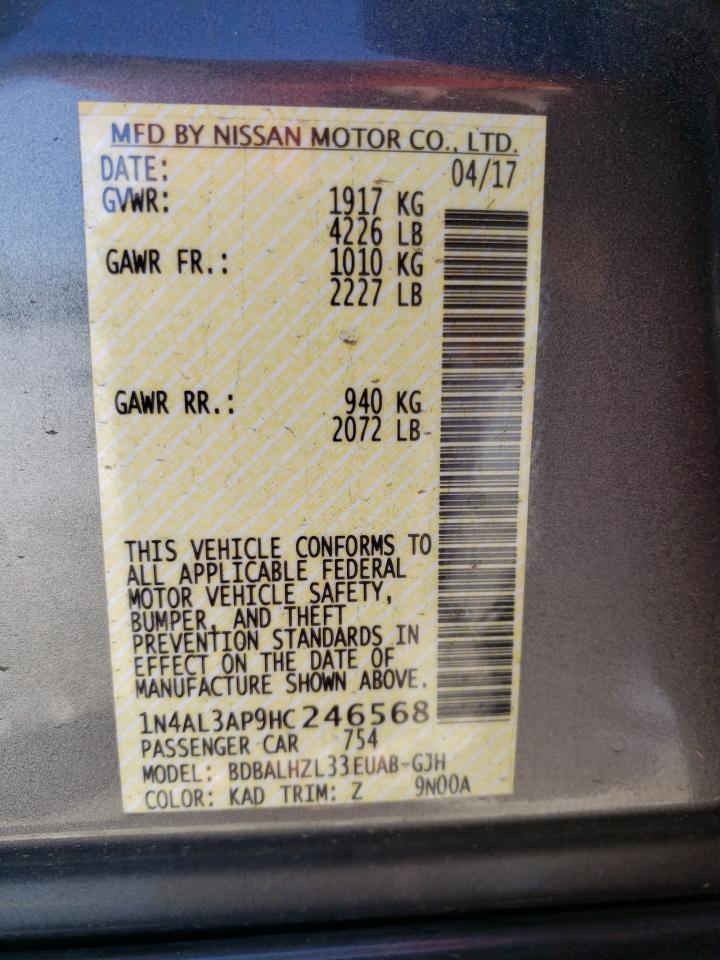 MFD BY NISSAN MOTOR CO., LTD.
DATE: 04/17
GVWR: 1917 KG
4226 LB
GAWR FR.: 1010 KG
2227 LB
GAWR RR.: 940 KG
2072 LB
THIS VEHICLE CONFORMS TO
ALL APPLICABLE FEDERAL
MOTOR VEHICLE SAFETY,
BUMPER, AND THEFT
PREVENTION STANDARDS IN
EFFECT ON THE DATE OF
MANUFACTURE SHOWN ABOVE.
1N4AL3AP9HC246568
PASSENGER CAR 754
MODEL: BDBALHZL33EUAB-GJH
COLOR: KAD TRIM: Z 9N00A